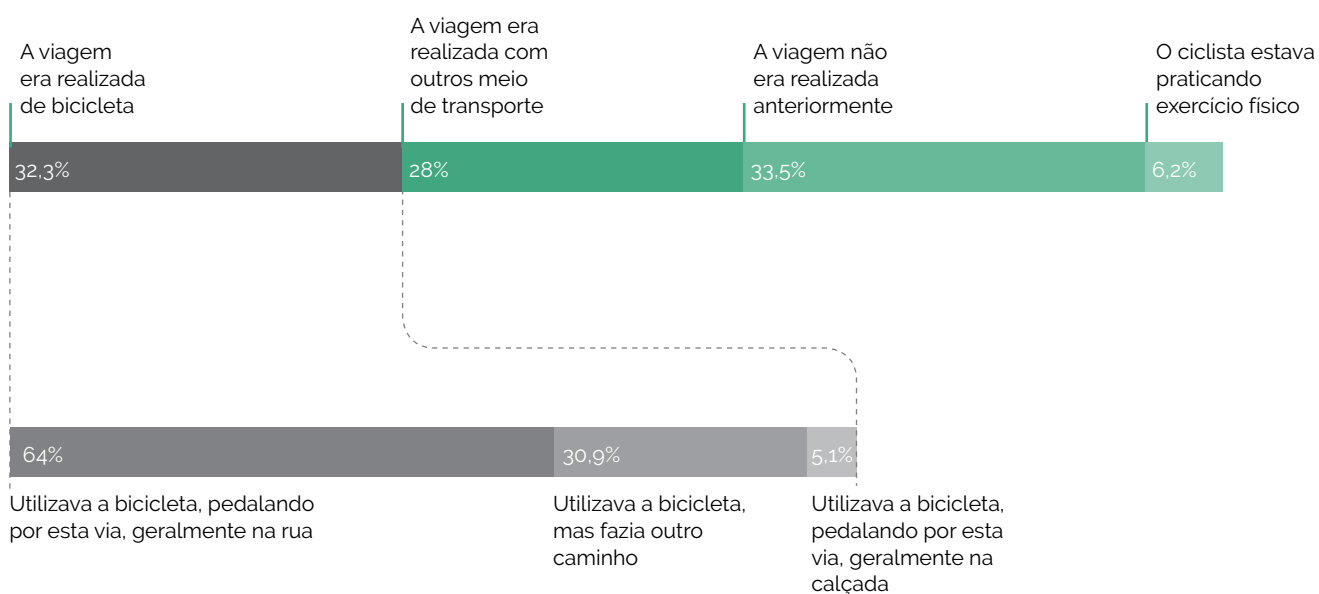 A viagem
era realizada
de bicicleta
A viagem era
realizada com
outros meio
de transporte
A viagem não
era realizada
anteriormente
O ciclista estava
praticando
exercício físico
32,3%
28%
33,5%
6,2%
64%
30,9%
5,1%
Utilizava a bicicleta, pedalando
por esta via, geralmente na rua
Utilizava a bicicleta,
mas fazia outro
caminho
Utilizava a bicicleta,
pedalando por esta
via, geralmente na
calçada